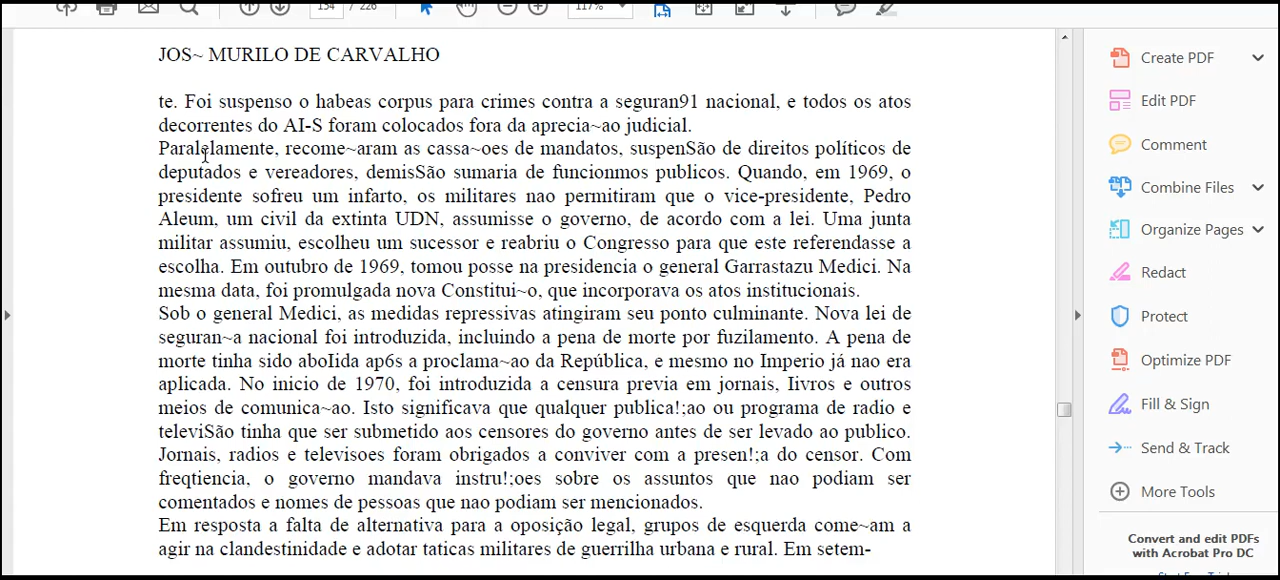 154 / 226
117%
JOS~ MURILO DE CARVALHO
te. Foi suspenso o habeas corpus para crimes contra a seguran91 nacional, e todos os atos
decorrentes do AI-S foram colocados fora da aprecia~ao judicial.
Paralelamente, recome~aram as cassa~oes de mandatos, suspenSão de direitos políticos de
deputados e vereadores, demisSão sumaria de funcionmos publicos. Quando, em 1969, o
presidente sofreu um infarto, os militares nao permitiram que o vice-presidente, Pedro
Aleum, um civil da extinta UDN, assumisse o governo, de acordo com a lei. Uma junta
militar assumiu, escolheu um sucessor e reabriu o Congresso para que este referendasse a
escolha. Em outubro de 1969, tomou posse na presidencia o general Garrastazu Medici. Na
mesma data, foi promulgada nova Constitui~o, que incorporava os atos institucionais.
Sob o general Medici, as medidas repressivas atingiram seu ponto culminante. Nova lei de
seguran~a nacional foi introduzida, incluindo a pena de morte por fuzilamento. A pena de
morte tinha sido aboIida ap6s a proclama~ao da República, e mesmo no Imperio já nao era
aplicada. No inicio de 1970, foi introduzida a censura previa em jornais, Iivros e outros
meios de comunica~ao. Isto significava que qualquer publica!;ao ou programa de radio e
televiSão tinha que ser submetido aos censores do governo antes de ser levado ao publico.
Jornais, radios e televisoes foram obrigados a conviver com a presen!;a do censor. Com
freqtiencia, o governo mandava instru!;oes sobre os assuntos que nao podiam ser
comentados e nomes de pessoas que nao podiam ser mencionados.
Em resposta a falta de alternativa para a oposição legal, grupos de esquerda come~am a
agir na clandestinidade e adotar taticas militares de guerrilha urbana e rural. Em setem-
Create PDF
Edit PDF
Comment
Combine Files
Organize Pages
Redact
Protect
Optimize PDF
Fill & Sign
Send & Track
More Tools
Convert and edit PDFs
with Acrobat Pro DC